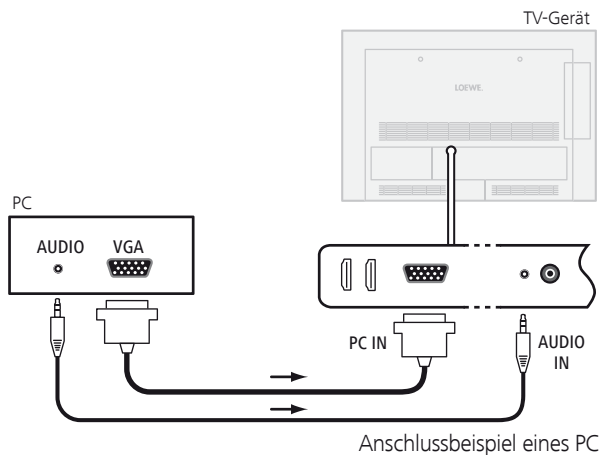 TV-Gerät
LOEWE.
PC
AUDIO VGA
PC IN
AUDIO
IN
Anschlussbeispiel eines PC